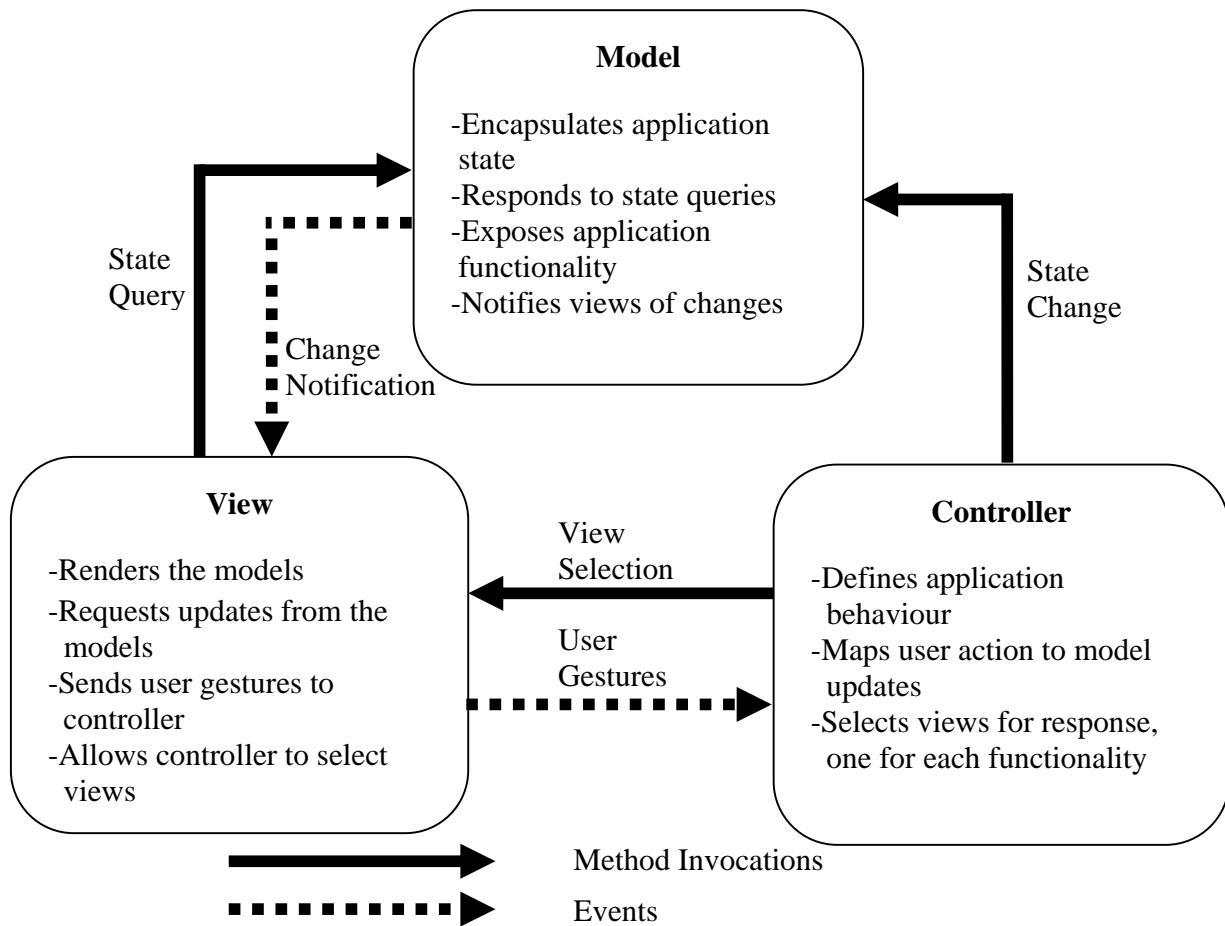 Model
-Encapsulates application
state
-Responds to state queries
-Exposes application
functionality
-Notifies views of changes
State
Query
Change
Notification
State
Change
View
-Renders the models
-Requests updates from the
models
-Sends user gestures to
controller
-Allows controller to select
views
View
Selection
User
Gestures
Controller
-Defines application
behaviour
-Maps user action to model
updates
-Selects views for response,
one for each functionality
Method Invocations
Events